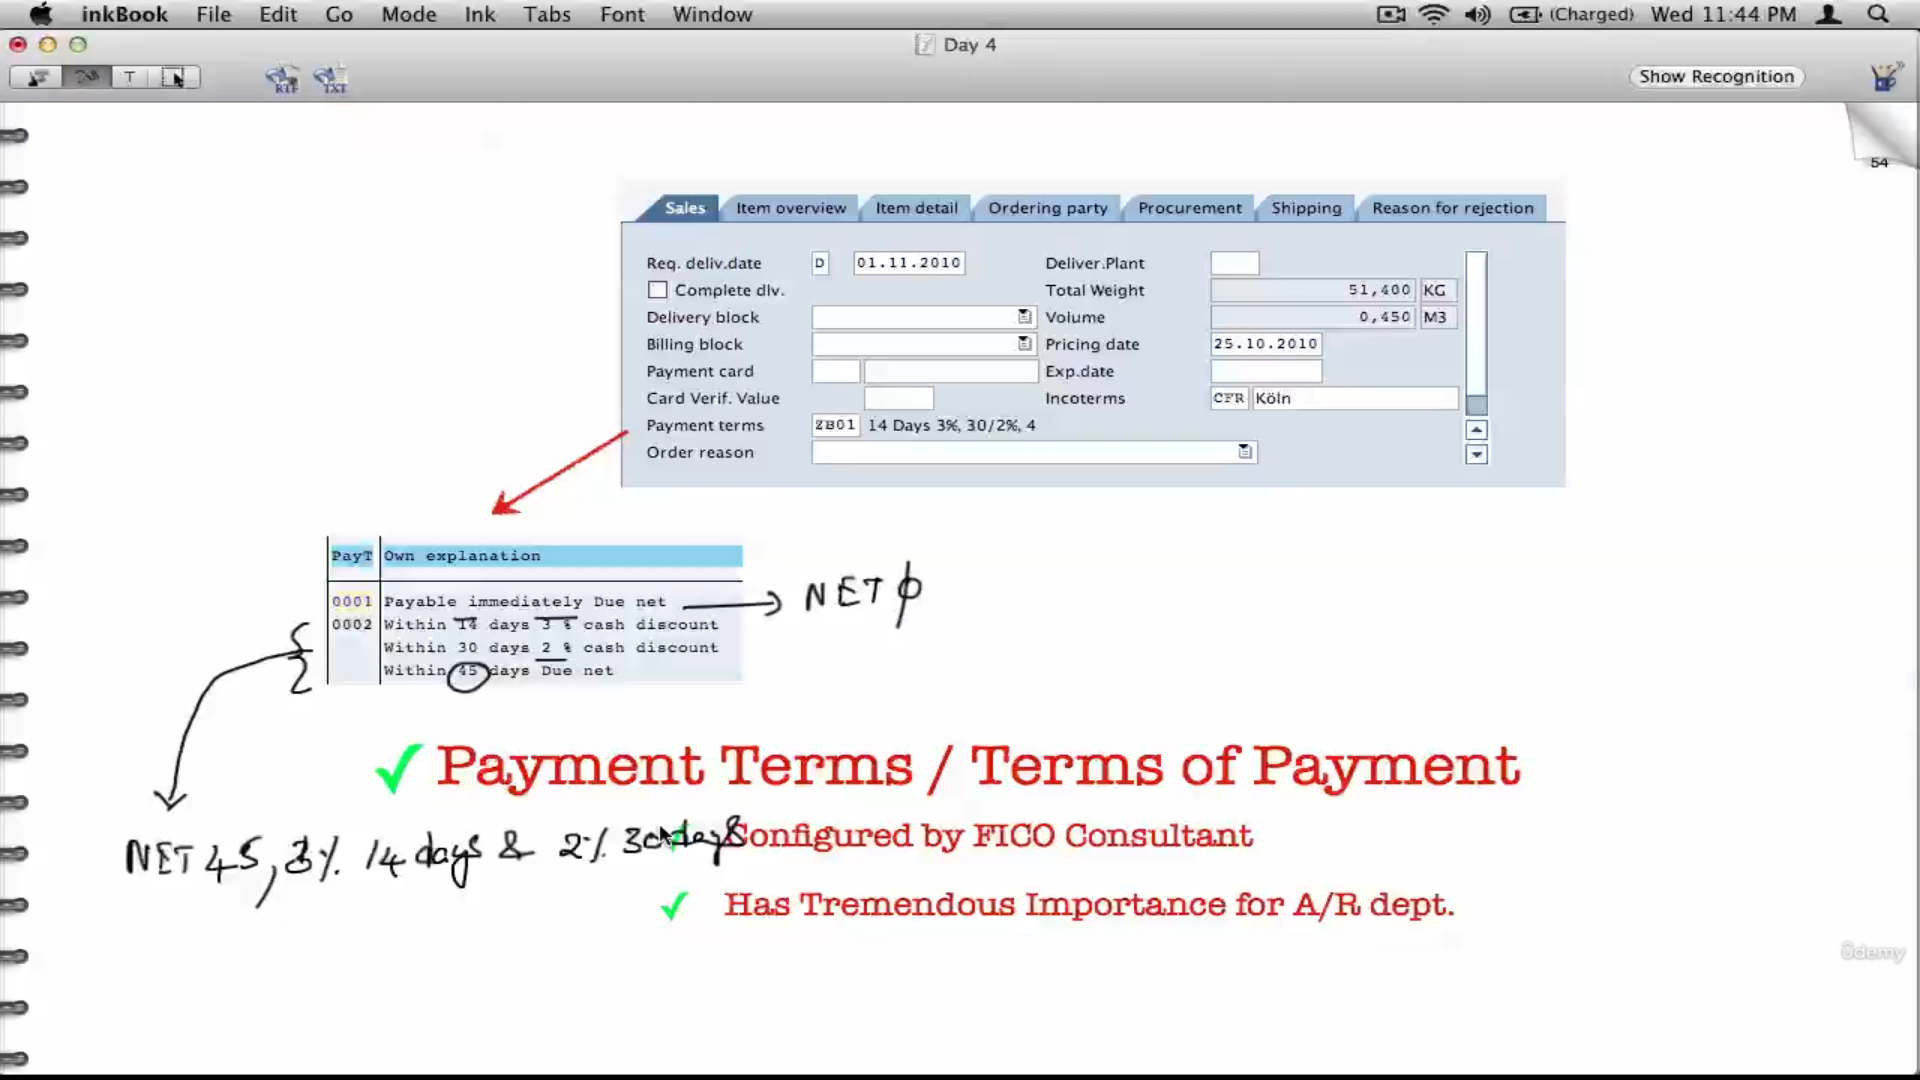 inkBook File Edit Go Mode Ink Tabs Font Window (Charged) Wed 11:44 PM
Day 4
T RTF TXT Show Recognition
54
Sales Item overview Item detail Ordering party Procurement Shipping Reason for rejection
Req. deliv.date D 01.11.2010 Deliver.Plant
Complete dlv. Total Weight 51,400 KG
Delivery block Volume 0,450 M3
Billing block Pricing date 25.10.2010
Payment card Exp.date
Card Verif. Value Incoterms CFR Köln
Payment terms ZB01 14 Days 3%, 30/2%, 4
Order reason
PayT Own explanation
0001 Payable immediately Due net NET φ
0002 Within 14 days 3 % cash discount
Within 30 days 2 % cash discount
Within 45 days Due net
Payment Terms / Terms of Payment
NET 45, 3% 14 days & 2% 30 days
Configured by FICO Consultant
Has Tremendous Importance for A/R dept.
ûdemy